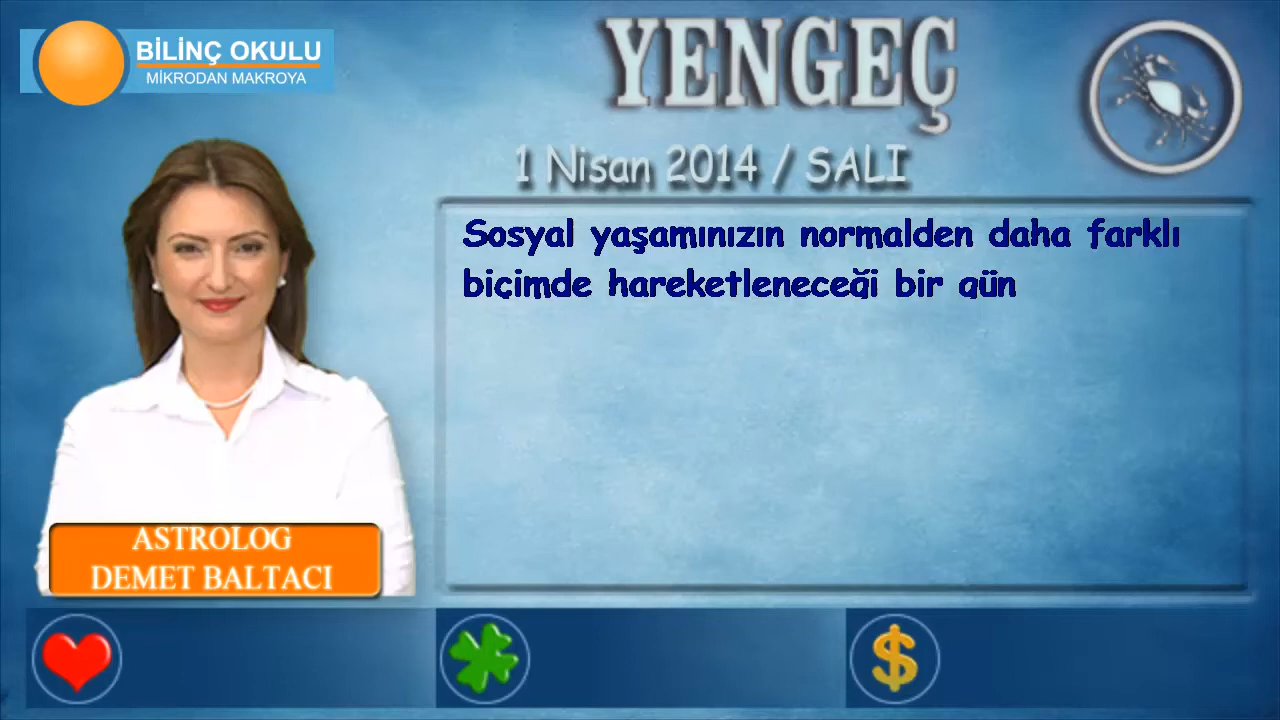 BİLİNÇ OKULU
MİKRODAN MAKROYA
YENGEÇ
1 Nisan 2014 / SALI
Sosyal yaşamınızın normalden daha farklı
biçimde hareketleneceği bir gün
ASTROLOG
DEMET BALTACI